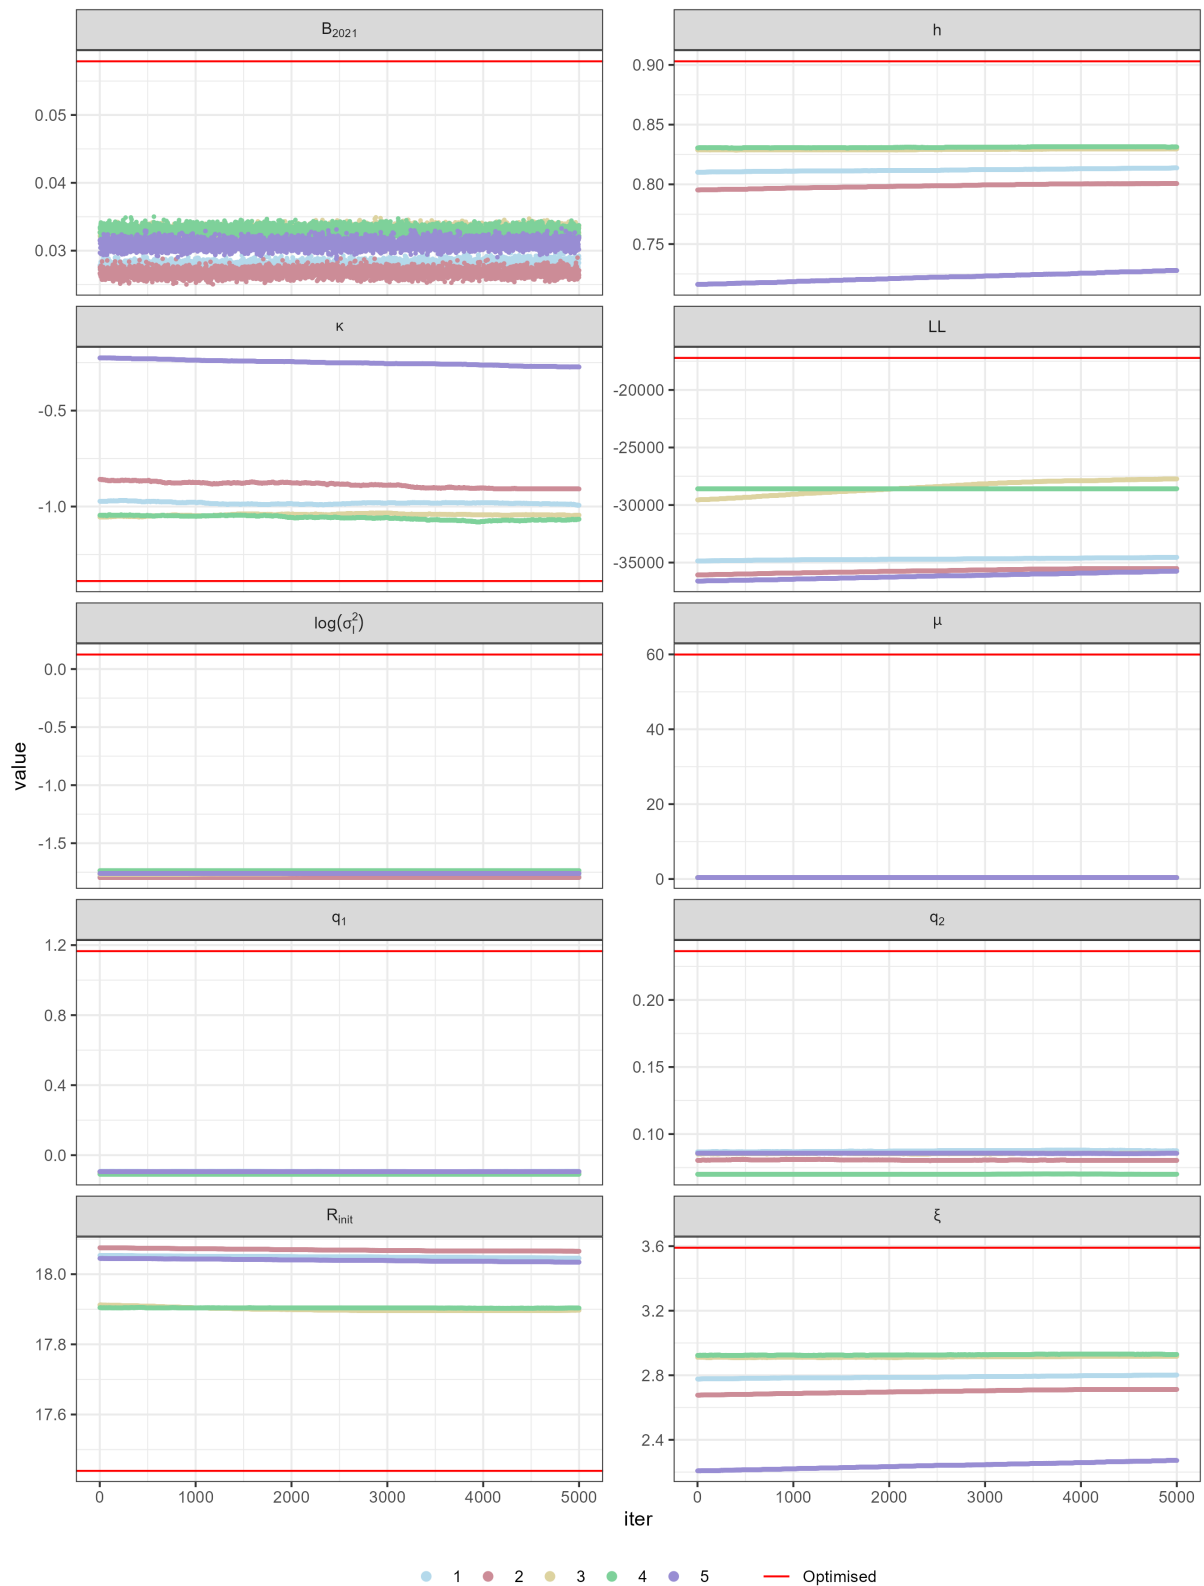 B2021
h
0.05
0.04
0.03
0.90
0.85
0.80
0.75
κ
LL
-0.5
-1.0
-20000
-25000
-30000
-35000
log(σ_I^2)
μ
0.0
-0.5
-1.0
-1.5
60
40
20
0
value
q1
q2
1.2
0.8
0.4
0.0
0.20
0.15
0.10
Rinit
ξ
18.0
17.8
17.6
3.6
3.2
2.8
2.4
0 1000 2000 3000 4000 5000
0 1000 2000 3000 4000 5000
iter
1 2 3 4 5 Optimised